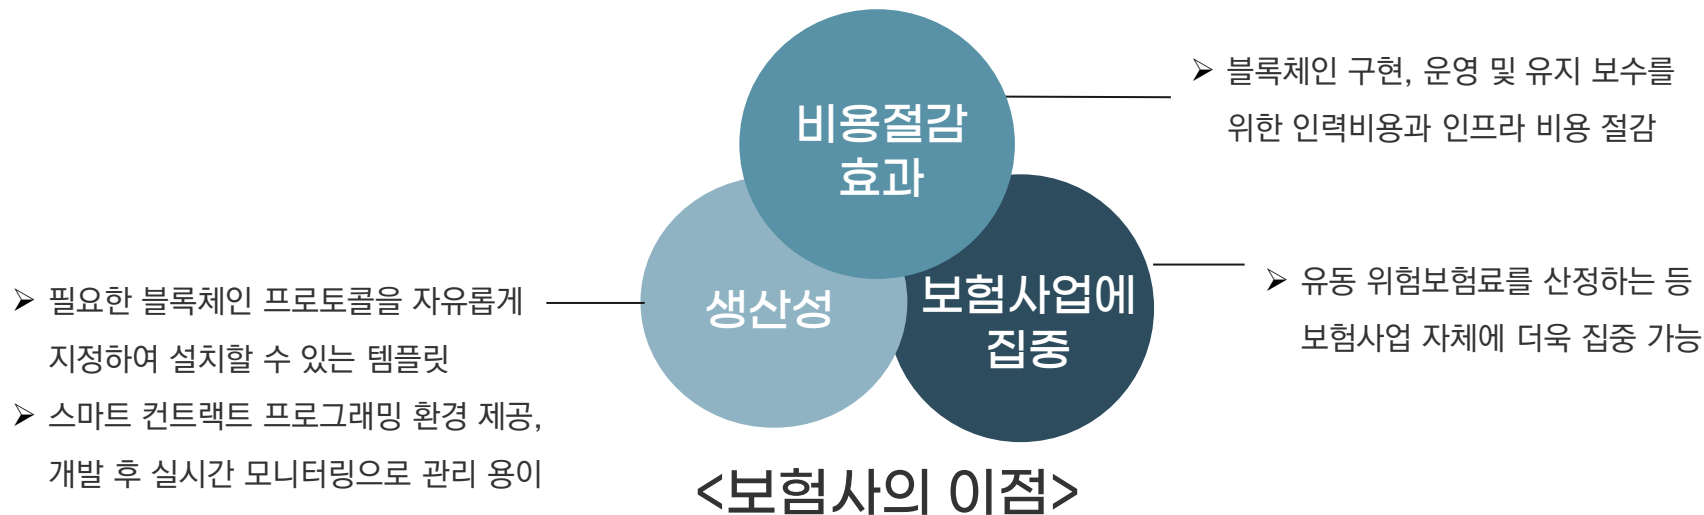 비용절감
효과
➢ 블록체인 구현, 운영 및 유지 보수를
위한 인력비용과 인프라 비용 절감
생산성
➢ 필요한 블록체인 프로토콜을 자유롭게
지정하여 설치할 수 있는 템플릿
➢ 스마트 컨트랙트 프로그래밍 환경 제공,
개발 후 실시간 모니터링으로 관리 용이
보험사업에
집중
➢ 유동 위험보험료를 산정하는 등
보험사업 자체에 더욱 집중 가능
<보험사의 이점>